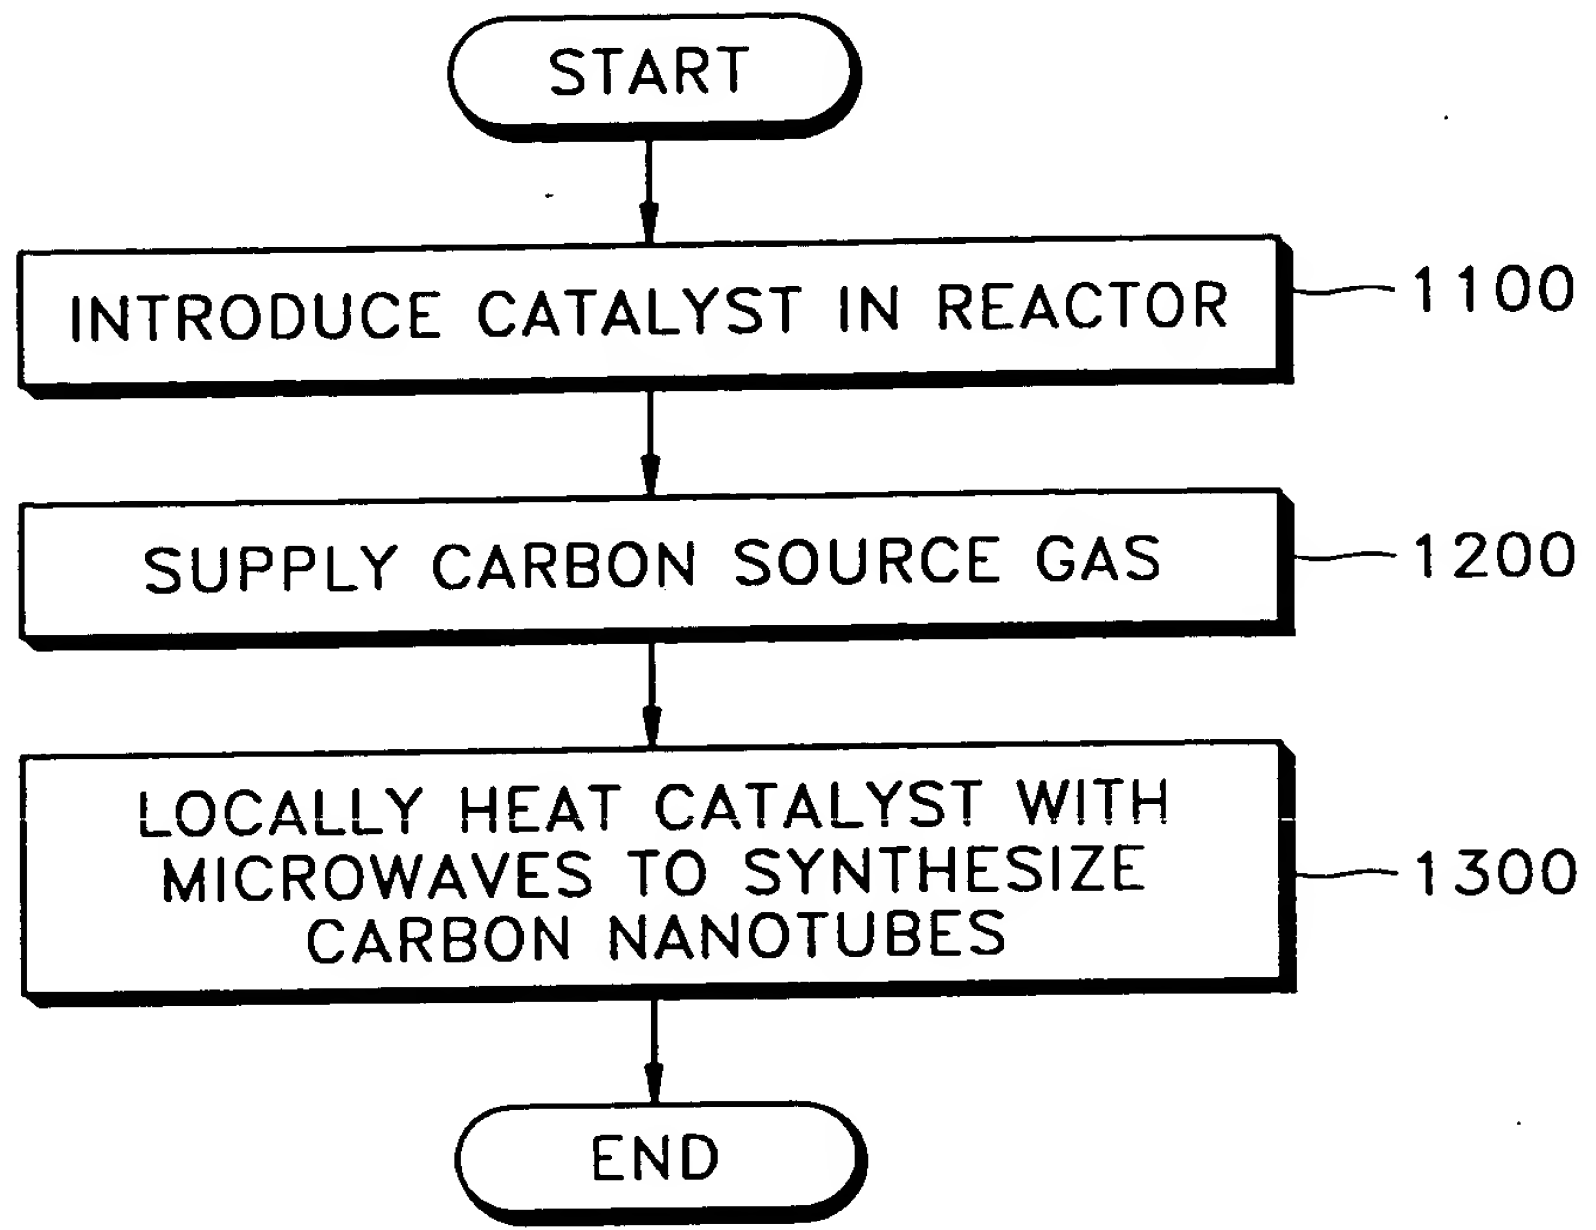 START
INTRODUCE CATALYST IN REACTOR
1100
SUPPLY CARBON SOURCE GAS
1200
LOCALLY HEAT CATALYST WITH
MICROWAVES TO SYNTHESIZE
CARBON NANOTUBES
1300
END